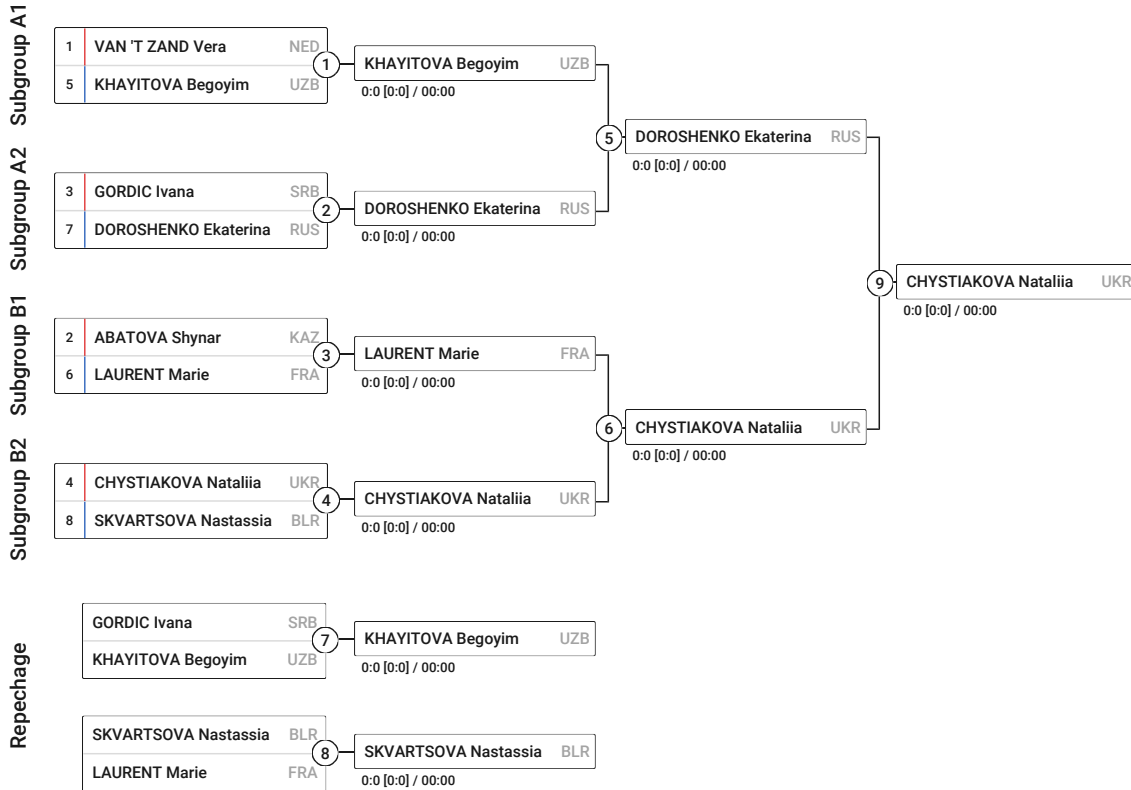 Subgroup A1
1 VAN 'T ZAND Vera NED
5 KHAYITOVA Begoyim UZB
1
KHAYITOVA Begoyim UZB
0:0 [0:0] / 00:00
Subgroup A2
3 GORDIC Ivana SRB
7 DOROSHENKO Ekaterina RUS
2
DOROSHENKO Ekaterina RUS
0:0 [0:0] / 00:00
5
DOROSHENKO Ekaterina RUS
0:0 [0:0] / 00:00
Subgroup B1
2 ABATOVA Shynar KAZ
6 LAURENT Marie FRA
3
LAURENT Marie FRA
0:0 [0:0] / 00:00
Subgroup B2
4 CHYSTIAKOVA Nataliia UKR
8 SKVARTSOVA Nastassia BLR
4
CHYSTIAKOVA Nataliia UKR
0:0 [0:0] / 00:00
6
CHYSTIAKOVA Nataliia UKR
0:0 [0:0] / 00:00
9
CHYSTIAKOVA Nataliia UKR
0:0 [0:0] / 00:00
Repechage
GORDIC Ivana SRB
KHAYITOVA Begoyim UZB
7
KHAYITOVA Begoyim UZB
0:0 [0:0] / 00:00
SKVARTSOVA Nastassia BLR
LAURENT Marie FRA
8
SKVARTSOVA Nastassia BLR
0:0 [0:0] / 00:00